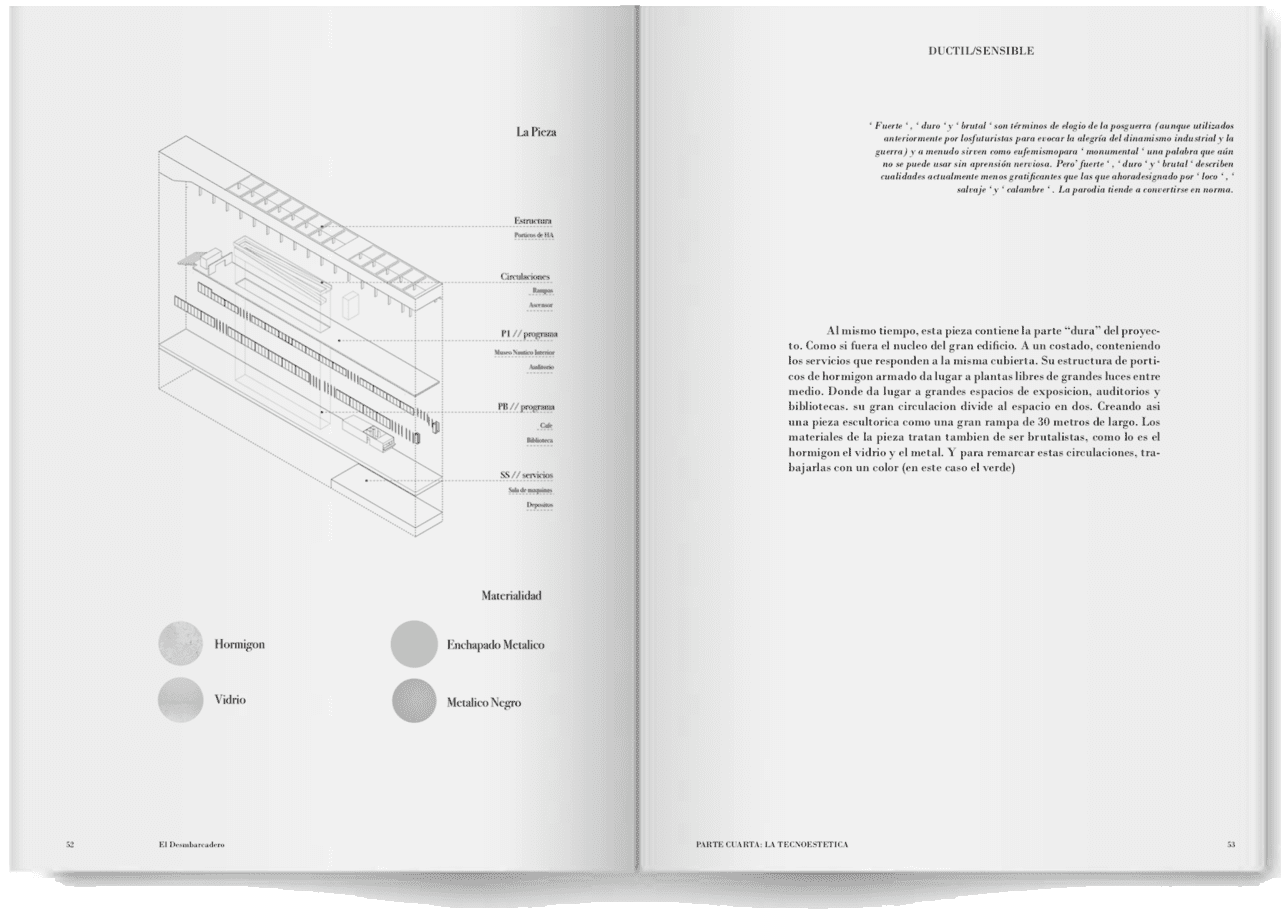 La Pieza
Estructura
Porticos de HA
Circulaciones
Rampas
Ascensor
P1 // programa
Museo Nautico Interior
Auditorio
PB // programa
Cafe
Biblioteca
SS // servicios
Sala de maquinas
Depositos
Materialidad
Hormigon
Enchapado Metalico
Vidrio
Metalico Negro
52
El Desmbarcadero
DUCTIL/SENSIBLE
‘ Fuerte ‘ , ‘ duro ‘ y ‘ brutal ‘ son términos de elogio de la posguerra (aunque utilizados
anteriormente por losfuturistas para evocar la alegría del dinamismo industrial y la
guerra) y a menudo sirven como eufemismopara ‘ monumental ‘ una palabra que aún
no se puede usar sin aprensión nerviosa. Pero’ fuerte ‘ , ‘ duro ‘ y ‘ brutal ‘ describen
cualidades actualmente menos gratificantes que las que ahoradesignado por ‘ loco ‘ , ‘
salvaje ‘ y ‘ calambre ‘ . La parodia tiende a convertirse en norma.
Al mismo tiempo, esta pieza contiene la parte “dura” del proyec-
to. Como si fuera el nucleo del gran edificio. A un costado, conteniendo
los servicios que responden a la misma cubierta. Su estructura de porti-
cos de hormigon armado da lugar a plantas libres de grandes luces entre
medio. Donde da lugar a grandes espacios de exposicion, auditorios y
bibliotecas. su gran circulacion divide al espacio en dos. Creando asi
una pieza escultorica como una gran rampa de 30 metros de largo. Los
materiales de la pieza tratan tambien de ser brutalistas, como lo es el
hormigon el vidrio y el metal. Y para remarcar estas circulaciones, tra-
bajarlas con un color (en este caso el verde)
PARTE CUARTA: LA TECNOESTETICA
53